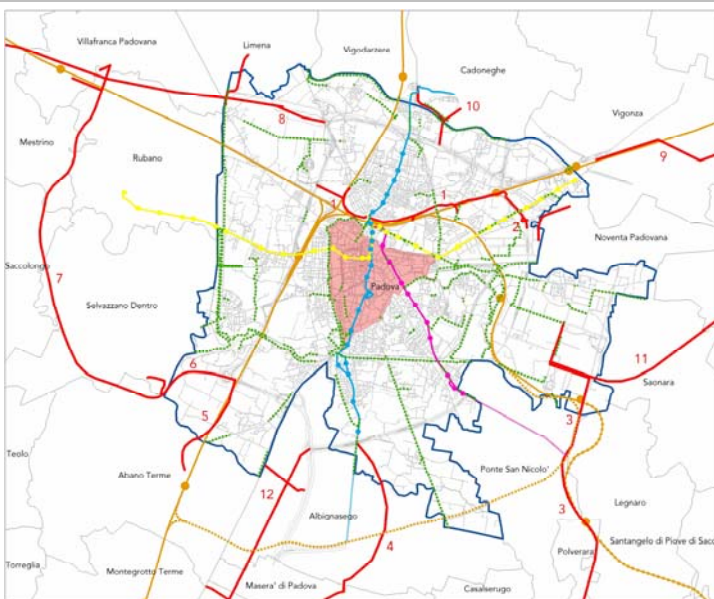 Villafranca Padovana
Limena
Vigodarzere
Cadoneghe
10
8
Vigonza
Mestrino
Rubano
9
1
1
2
Noventa Padovana
Saccolongo
7
Selvazzano Dentro
Padova
11
6
Saonara
5
3
Teolo
Abano Terme
12
Ponte San Nicolo'
Legnaro
Albignasego
3
4
Polverara
Santangelo di Piove di Sacc
Torreglia
Montegrotto Terme
Masera' di Padova
Casalserugo